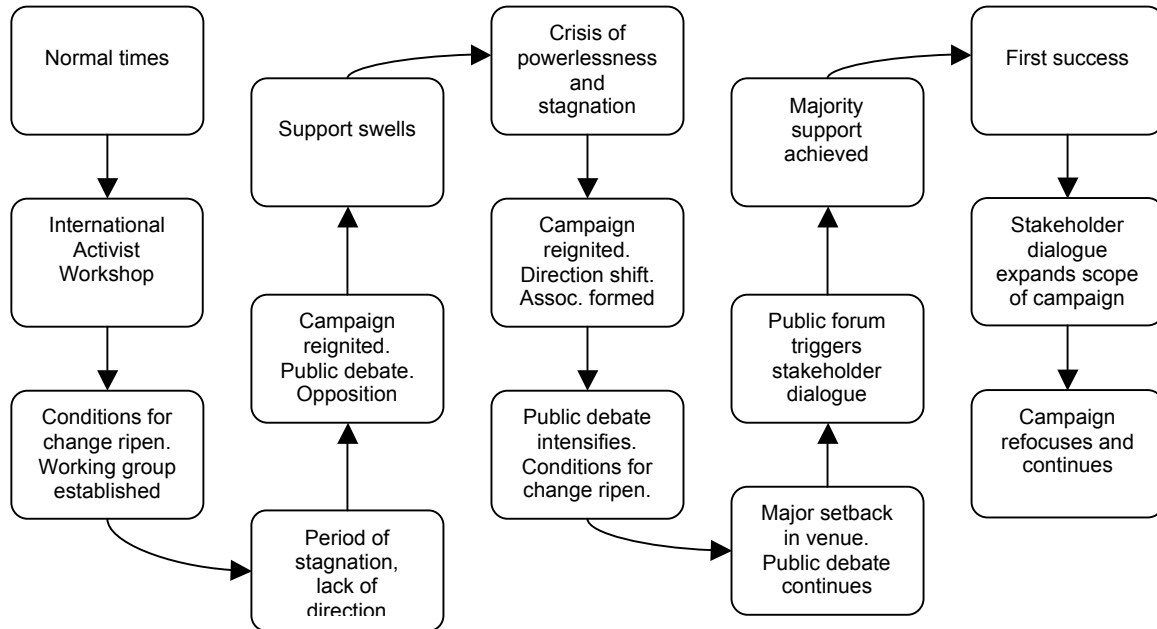 Normal times
International
Activist
Workshop
Conditions for
change ripen.
Working group
established
Period of
stagnation,
lack of
direction
Campaign
reignited.
Public debate.
Opposition
Support swells
Crisis of
powerlessness
and
stagnation
Campaign
reignited.
Direction shift.
Assoc. formed
Public debate
intensifies.
Conditions for
change ripen.
Major setback
in venue.
Public debate
continues
Public forum
triggers
stakeholder
dialogue
Majority
support
achieved
First success
Stakeholder
dialogue
expands scope
of campaign
Campaign
refocuses and
continues